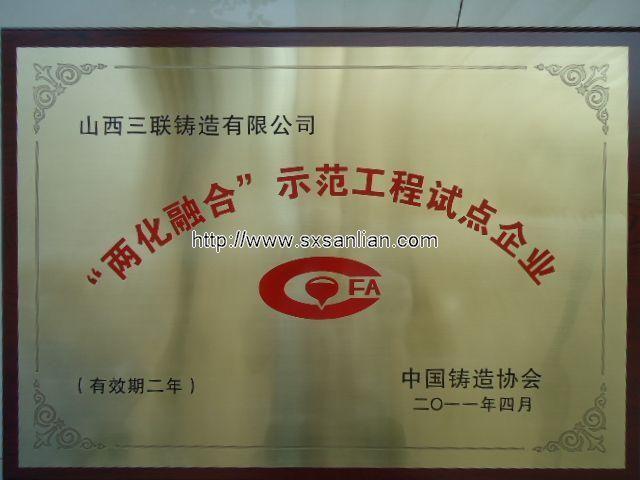 山西三联铸造有限公司
“两化融合”示范工程试点企业
http://www.sxsanlian.com
FA
(有效期二年)
中国铸造协会
二〇一一年四月